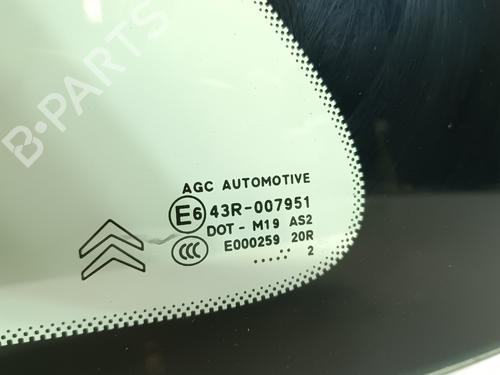 B-PARTS
AGC AUTOMOTIVE
E6 43R-007951
DOT - M19 AS2
CCC E000259 20R
..... 2